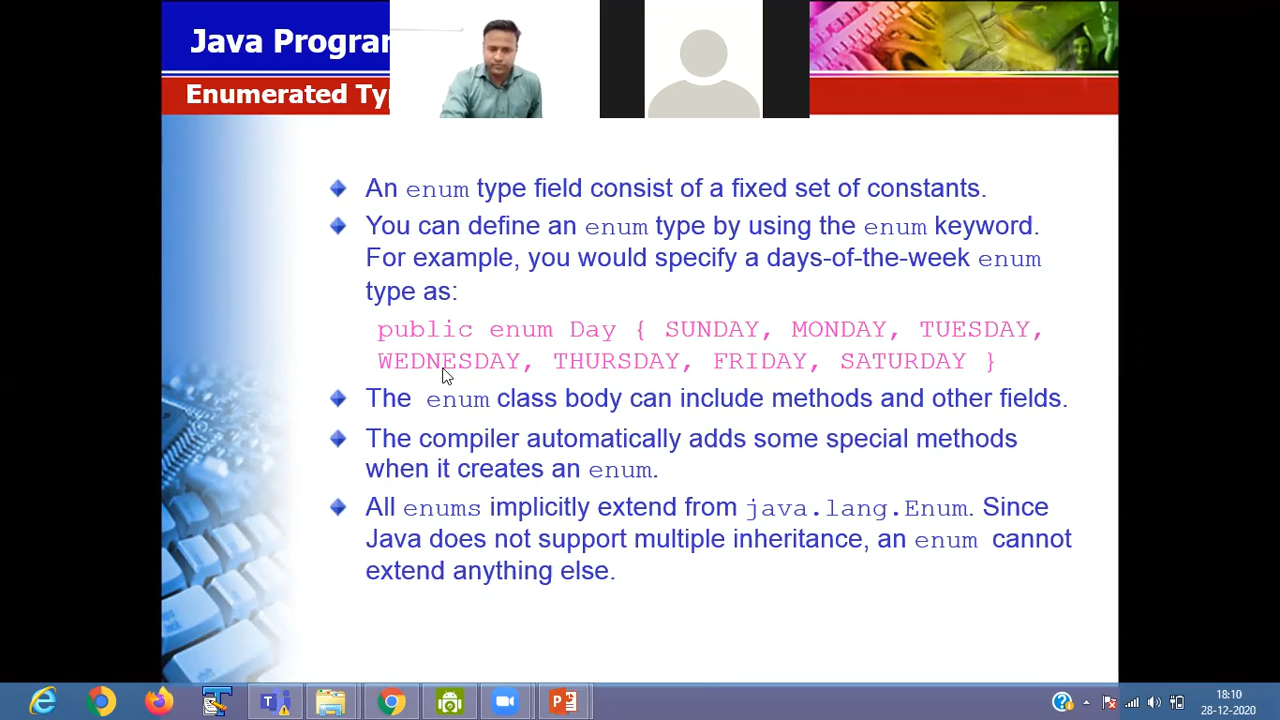 Java Progra
Enumerated Ty
An enum type field consist of a fixed set of constants.
You can define an enum type by using the enum keyword.
For example, you would specify a days-of-the-week enum
type as:
public enum Day { SUNDAY, MONDAY, TUESDAY,
WEDNESDAY, THURSDAY, FRIDAY, SATURDAY }
The enum class body can include methods and other fields.
The compiler automatically adds some special methods
when it creates an enum.
All enums implicitly extend from java.lang.Enum. Since
Java does not support multiple inheritance, an enum cannot
extend anything else.
18:10
28-12-2020